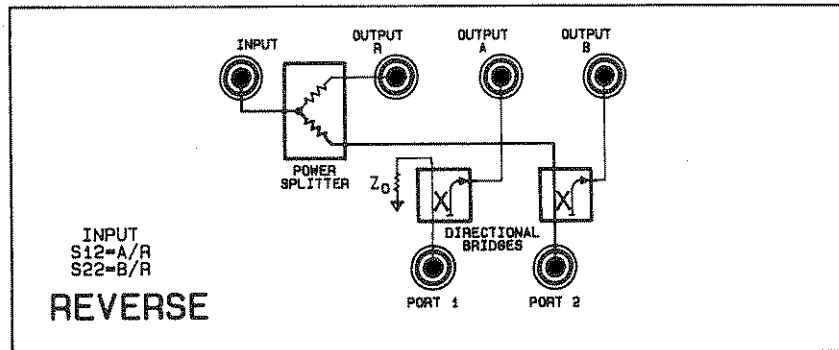 INPUT
OUTPUT
R
OUTPUT
A
OUTPUT
B
POWER
SPLITTER
Z0
DIRECTIONAL
BRIDGES
INPUT
S12=A/R
S22=B/R
REVERSE
PORT 1
PORT 2